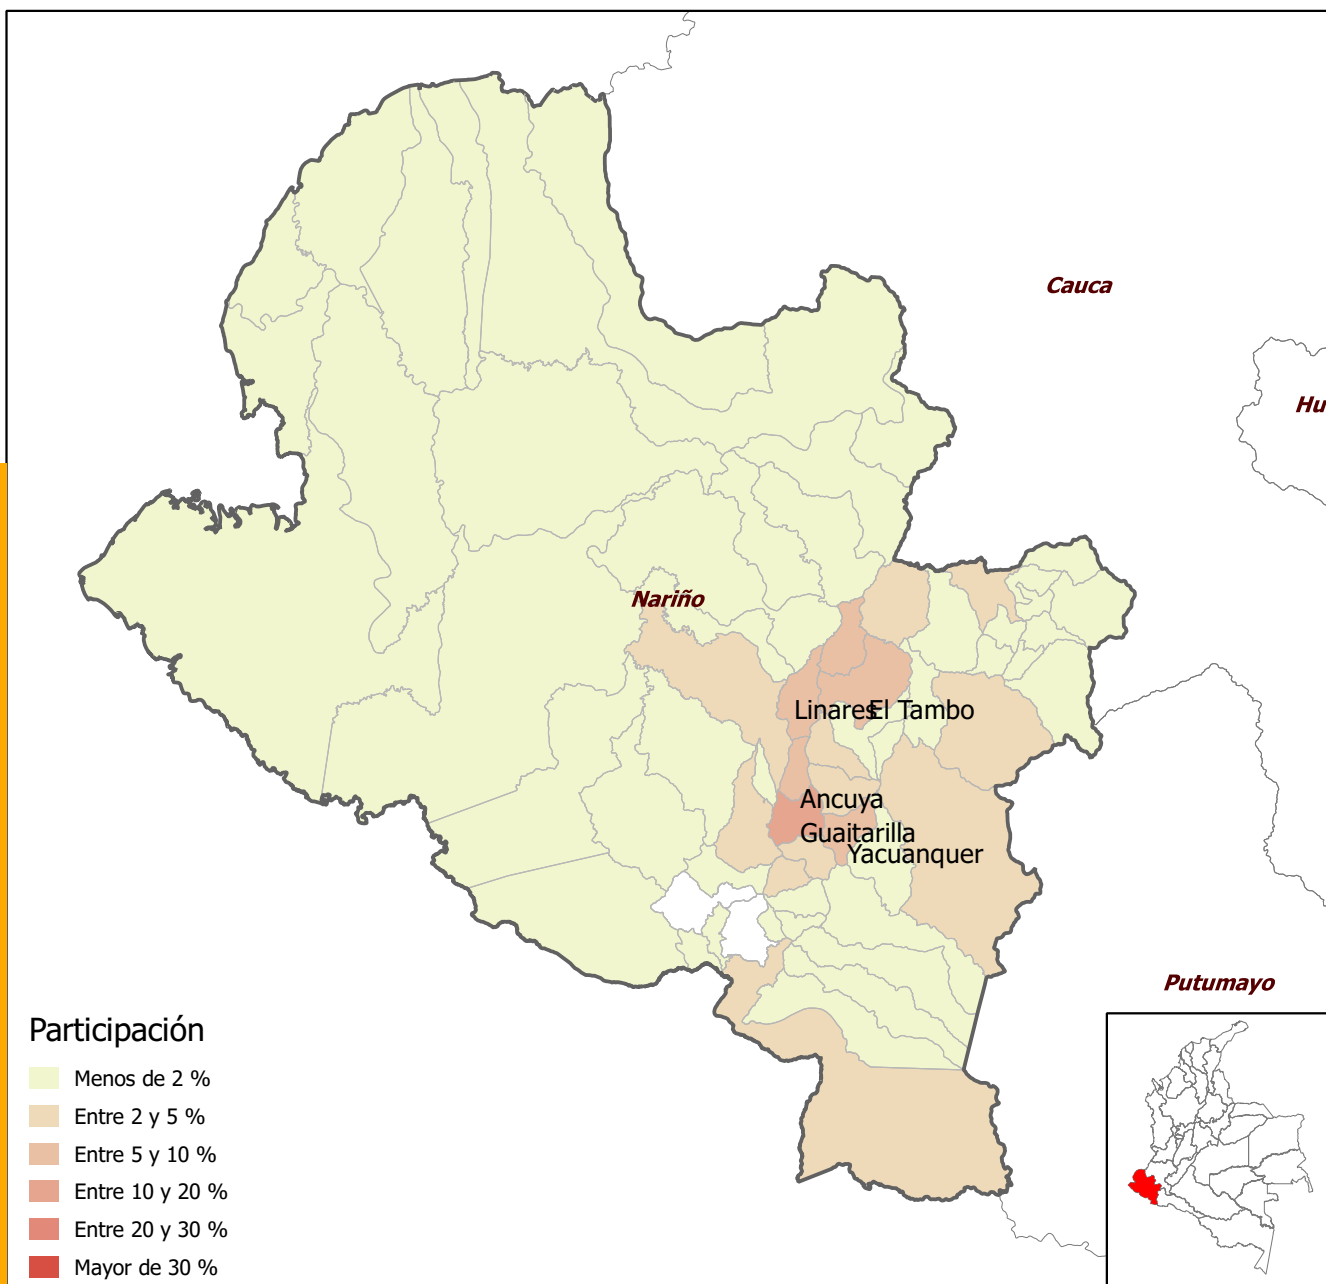 Cauca
Hu
Nariño
Linares
El Tambo
Ancuya
Guaitarilla
Yacuanquer
Putumayo
Participación
Menos de 2 %
Entre 2 y 5 %
Entre 5 y 10 %
Entre 10 y 20 %
Entre 20 y 30 %
Mayor de 30 %